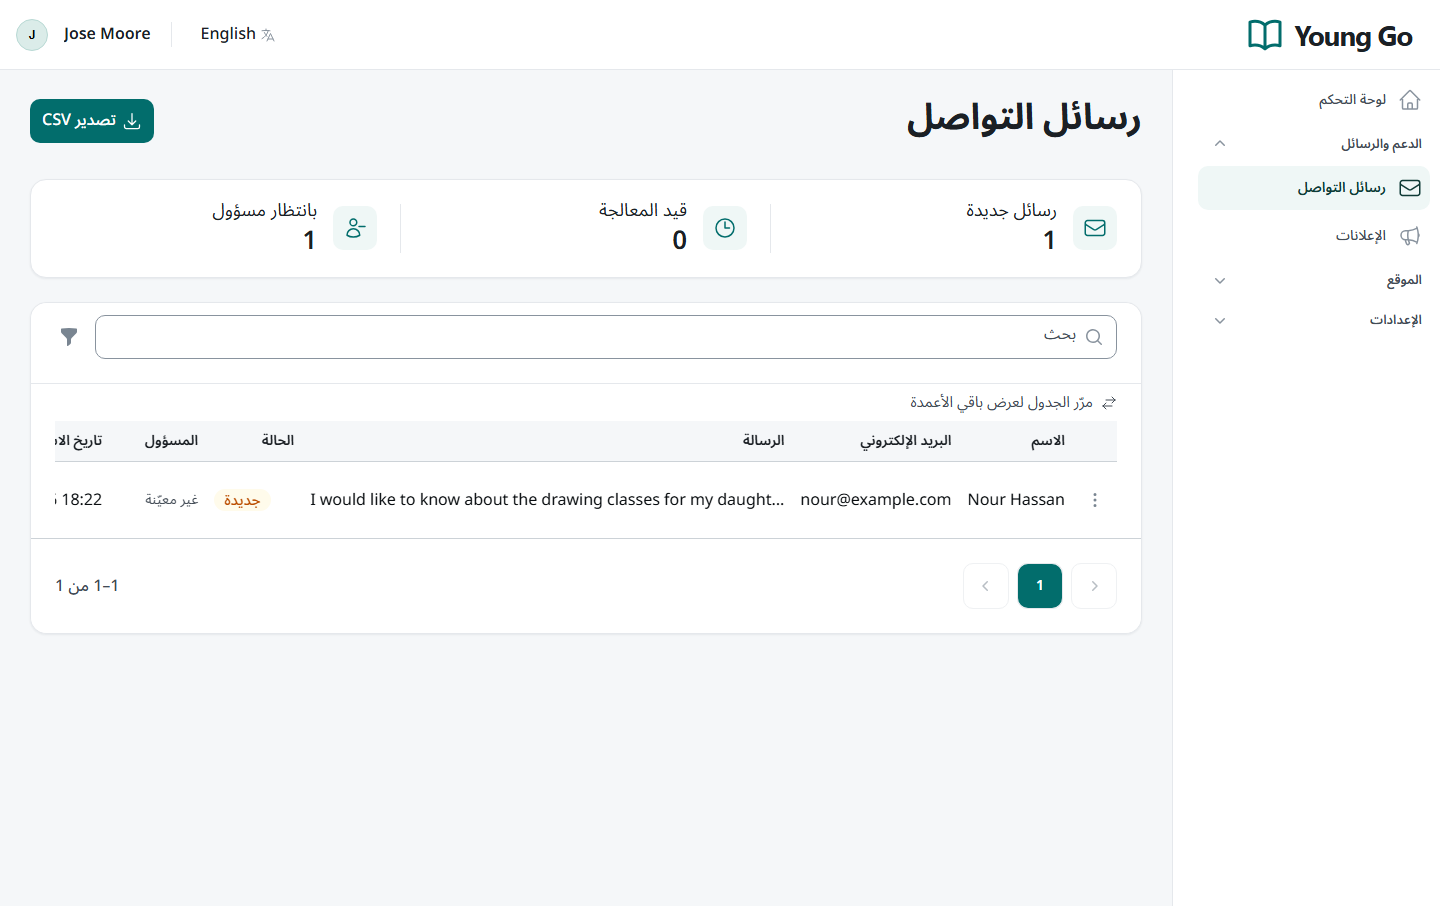 Young Go
English
Jose Moore
J
لوحة التحكم
الدعم والرسائل
رسائل التواصل
الإعلانات
الموقع
الإعدادات
رسائل التواصل
تصدير CSV
رسائل جديدة
1
قيد المعالجة
0
بانتظار مسؤول
1
بحث
مرّر الجدول لعرض باقي الأعمدة
الاسم البريد الإلكتروني الرسالة الحالة المسؤول تاريخ
Nour Hassan nour@example.com I would like to know about the drawing classes for my daught... جديدة غير معيّنة 18:22
1
1–1 من 1